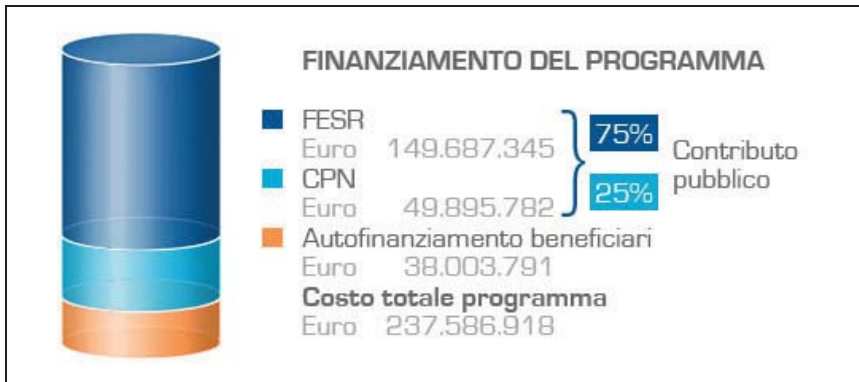 FINANZIAMENTO DEL PROGRAMMA
FESR
Euro 149.687.345
75%
CPN
Euro 49.895.782
25%
Contributo
pubblico
Autofinanziamento beneficiari
Euro 38.003.791
Costo totale programma
Euro 237.586.918